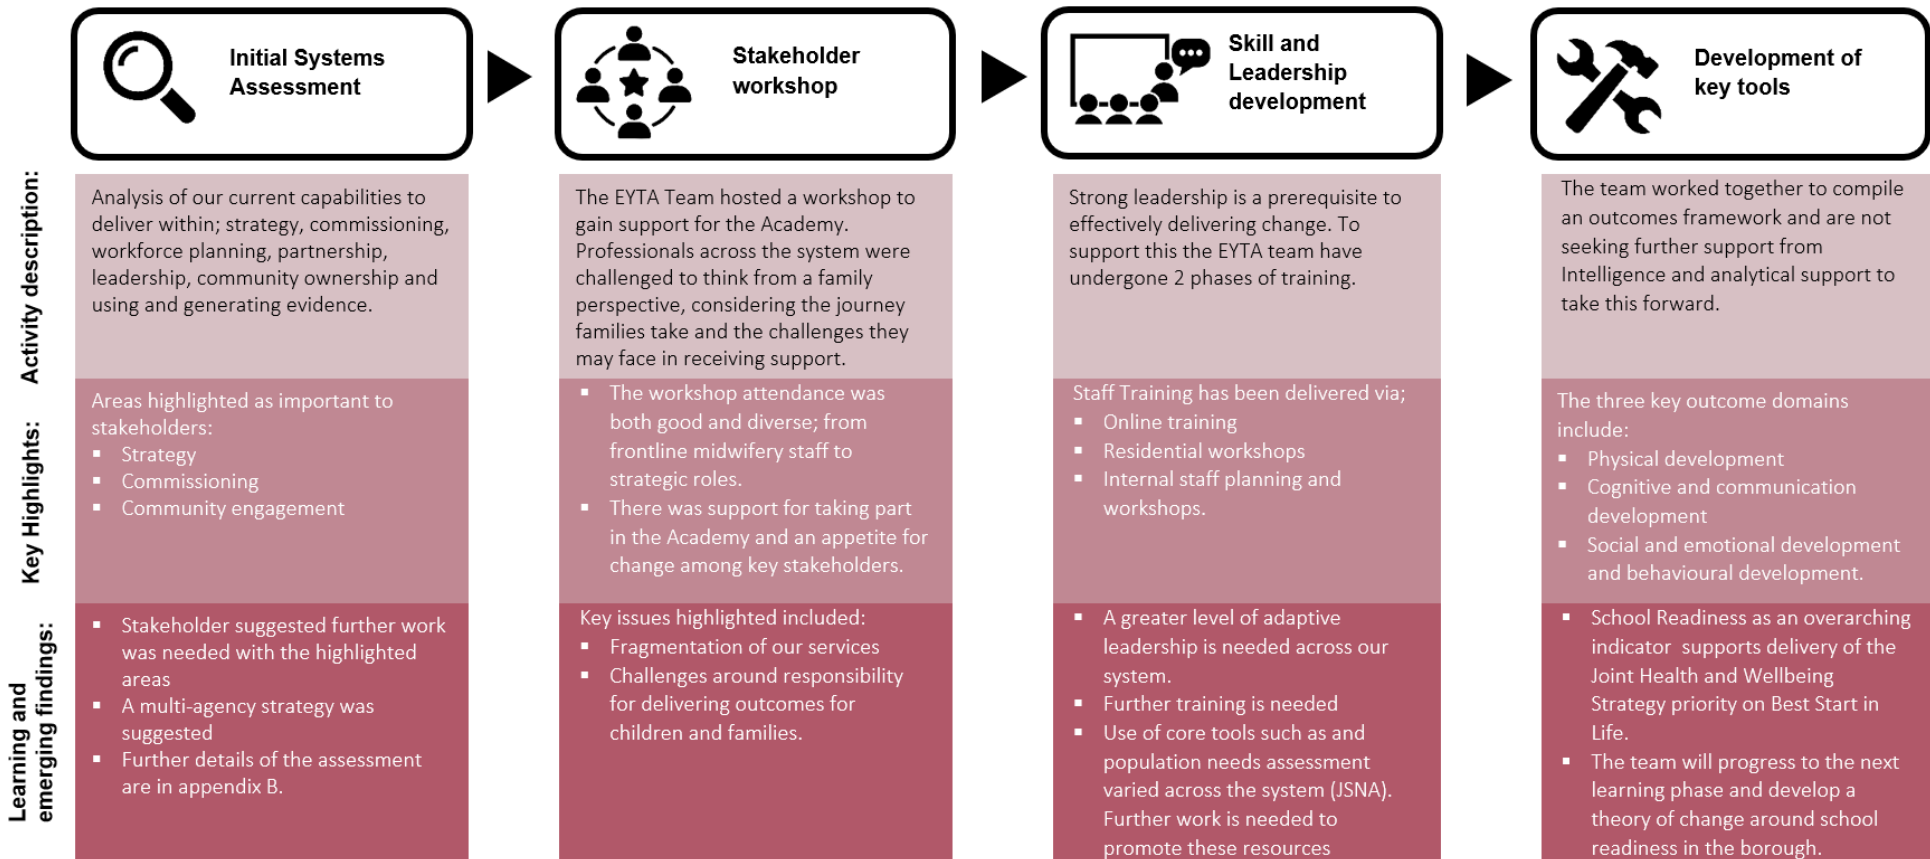 Initial Systems
Assessment
Stakeholder
workshop
Skill and
Leadership
development
Development of
key tools
Activity description:
Analysis of our current capabilities to
deliver within; strategy, commissioning,
workforce planning, partnership,
leadership, community ownership and
using and generating evidence.
The EYTA Team hosted a workshop to
gain support for the Academy.
Professionals across the system were
challenged to think from a family
perspective, considering the journey
families take and the challenges they
may face in receiving support.
Strong leadership is a prerequisite to
effectively delivering change. To
support this the EYTA team have
undergone 2 phases of training.
The team worked together to compile
an outcomes framework and are not
seeking further support from
Intelligence and analytical support to
take this forward.
Key Highlights:
Areas highlighted as important to
stakeholders:
▪ Strategy
▪ Commissioning
▪ Community engagement
▪ The workshop attendance was
both good and diverse; from
frontline midwifery staff to
strategic roles.
▪ There was support for taking part
in the Academy and an appetite for
change among key stakeholders.
Staff Training has been delivered via;
▪ Online training
▪ Residential workshops
▪ Internal staff planning and
workshops.
The three key outcome domains
include:
▪ Physical development
▪ Cognitive and communication
development
▪ Social and emotional development
and behavioural development.
Learning and
emerging findings:
▪ Stakeholder suggested further work
was needed with the highlighted
areas
▪ A multi-agency strategy was
suggested
▪ Further details of the assessment
are in appendix B.
Key issues highlighted included:
▪ Fragmentation of our services
▪ Challenges around responsibility
for delivering outcomes for
children and families.
▪ A greater level of adaptive
leadership is needed across our
system.
▪ Further training is needed
▪ Use of core tools such as and
population needs assessment
varied across the system (JSNA).
Further work is needed to
promote these resources
▪ School Readiness as an overarching
indicator supports delivery of the
Joint Health and Wellbeing
Strategy priority on Best Start in
Life.
▪ The team will progress to the next
learning phase and develop a
theory of change around school
readiness in the borough.